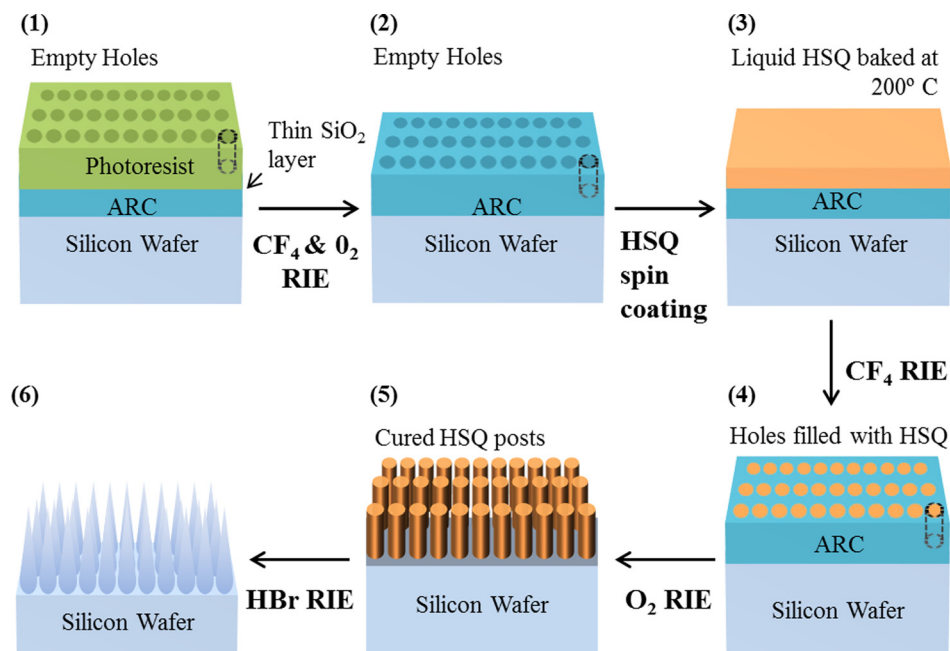 (1)
Empty Holes
Photoresist
ARC
Silicon Wafer
Thin SiO₂
layer
CF₄ & 0₂
RIE
(2)
Empty Holes
ARC
Silicon Wafer
HSQ
spin
coating
(3)
Liquid HSQ baked at
200º C
ARC
Silicon Wafer
CF₄ RIE
(4)
Holes filled with HSQ
ARC
Silicon Wafer
O₂ RIE
(5)
Cured HSQ posts
Silicon Wafer
HBr RIE
(6)
Silicon Wafer